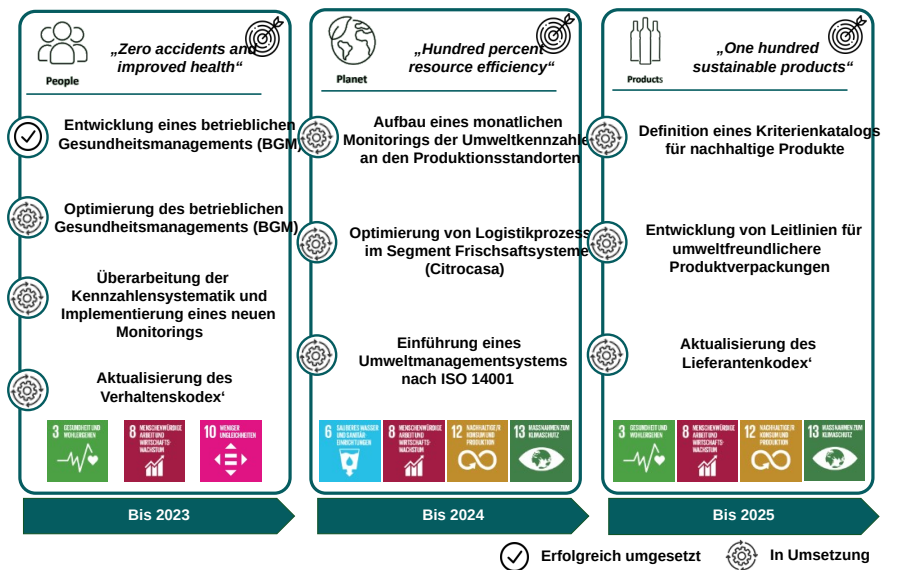 „Zero accidents and
improved health“
People
Entwicklung eines betrieblichen
Gesundheitsmanagements (BGM)
Optimierung des betrieblichen
Gesundheitsmanagements (BGM)
Überarbeitung der
Kennzahlensystematik und
Implementierung eines neuen
Monitorings
Aktualisierung des
Verhaltenskodex‘
3 GESUNDHEIT UND
WOHLERGEHEN
8 MENSCHENWÜRDIGE
ARBEIT UND
WIRTSCHAFTS-
WACHSTUM
10 WENIGER
UNGLEICHHEITEN
Bis 2023
„Hundred percent
resource efficiency“
Planet
Aufbau eines monatlichen
Monitorings der Umweltkennzahle
an den Produktionsstandorten
Optimierung von Logistikprozess
im Segment Frischsaftsysteme
(Citrocasa)
Einführung eines
Umweltmanagementsystems
nach ISO 14001
6 SAUBERES WASSER
UND SANITÄR-
EINRICHTUNGEN
8 MENSCHENWÜRDIGE
ARBEIT UND
WIRTSCHAFTS-
WACHSTUM
12 NACHHALTIGE/R
KONSUM UND
PRODUKTION
13 MASSNAHMEN ZUM
KLIMASCHUTZ
Bis 2024
„One hundred
sustainable products“
Products
Definition eines Kriterienkatalogs
für nachhaltige Produkte
Entwicklung von Leitlinien für
umweltfreundlichere
Produktverpackungen
Aktualisierung des
Lieferantenkodex‘
3 GESUNDHEIT UND
WOHLERGEHEN
8 MENSCHENWÜRDIGE
ARBEIT UND
WIRTSCHAFTS-
WACHSTUM
12 NACHHALTIGE/R
KONSUM UND
PRODUKTION
13 MASSNAHMEN ZUM
KLIMASCHUTZ
Bis 2025
Erfolgreich umgesetzt
In Umsetzung